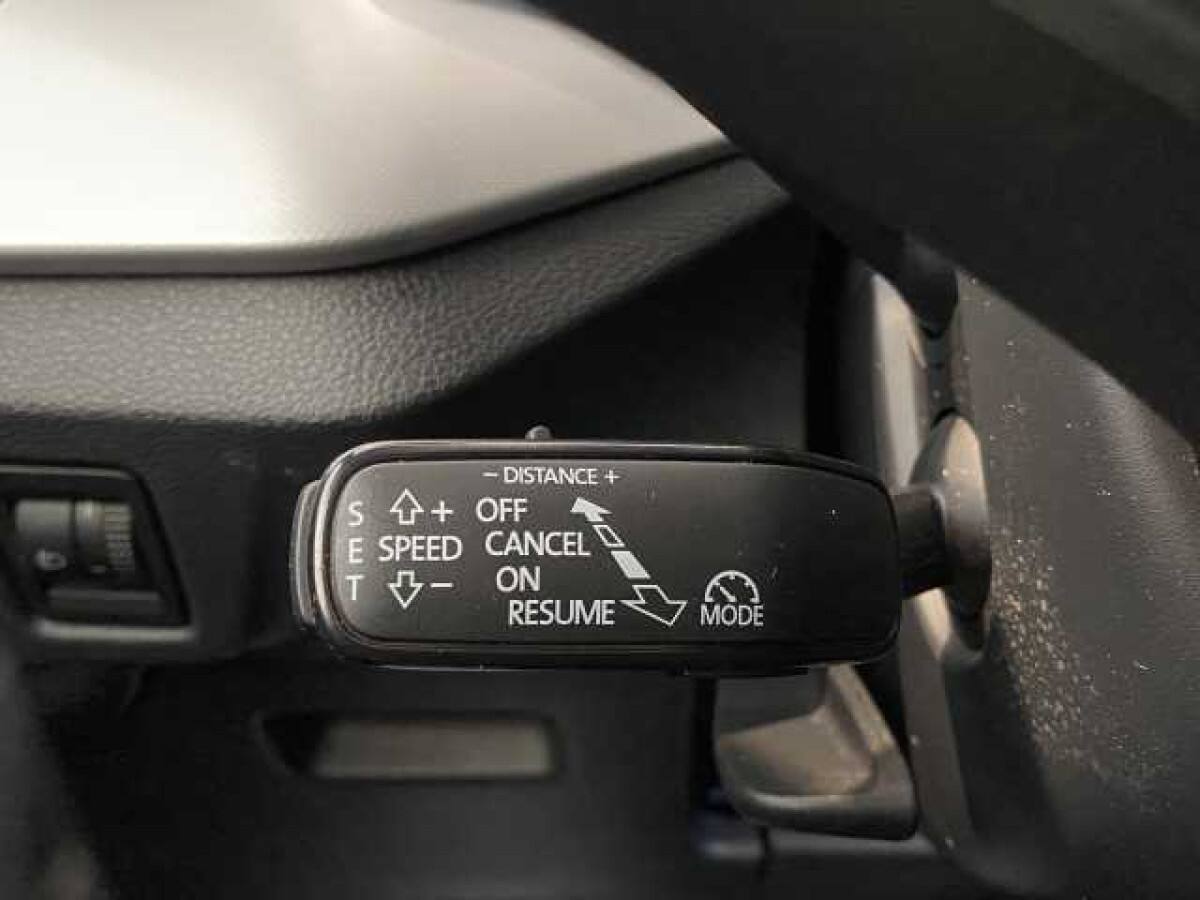 - DISTANCE +
S + OFF
E SPEED CANCEL
T - ON
RESUME MODE